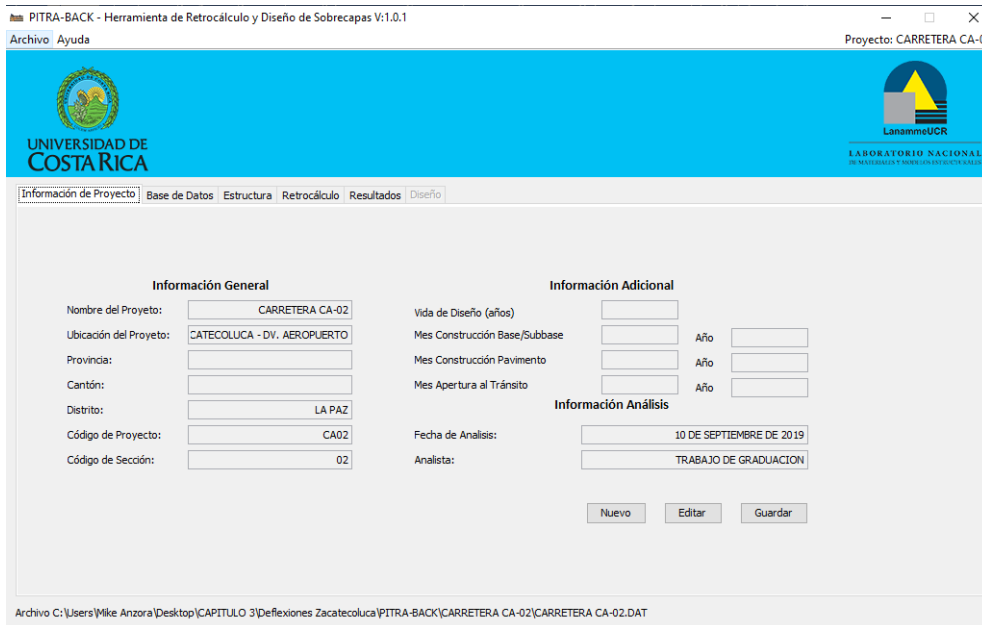 PITRA-BACK - Herramienta de Retrocálculo y Diseño de Sobrecapas V:1.0.1
Archivo Ayuda
Proyecto: CARRETERA CA-0
UNIVERSIDAD DE
COSTA RICA
LanammeUCR
LABORATORIO NACIONAL
DE MATERIALES Y MODELOS ESTRUCTURALES
Información de Proyecto Base de Datos Estructura Retrocálculo Resultados Diseño
Información General
Nombre del Proyeto: CARRETERA CA-02
Ubicación del Proyecto: CATECOLUCA - DV. AEROPUERTO
Provincia:
Cantón:
Distrito: LA PAZ
Código de Proyecto: CA02
Código de Sección: 02
Información Adicional
Vida de Diseño (años)
Mes Construcción Base/Subbase Año
Mes Construcción Pavimento Año
Mes Apertura al Tránsito Año
Información Análisis
Fecha de Analisis: 10 DE SEPTIEMBRE DE 2019
Analista: TRABAJO DE GRADUACION
Nuevo Editar Guardar
Archivo C:\Users\Mike Anzora\Desktop\CAPITULO 3\Deflexiones Zacatecoluca\PITRA-BACK\CARRETERA CA-02\CARRETERA CA-02.DAT